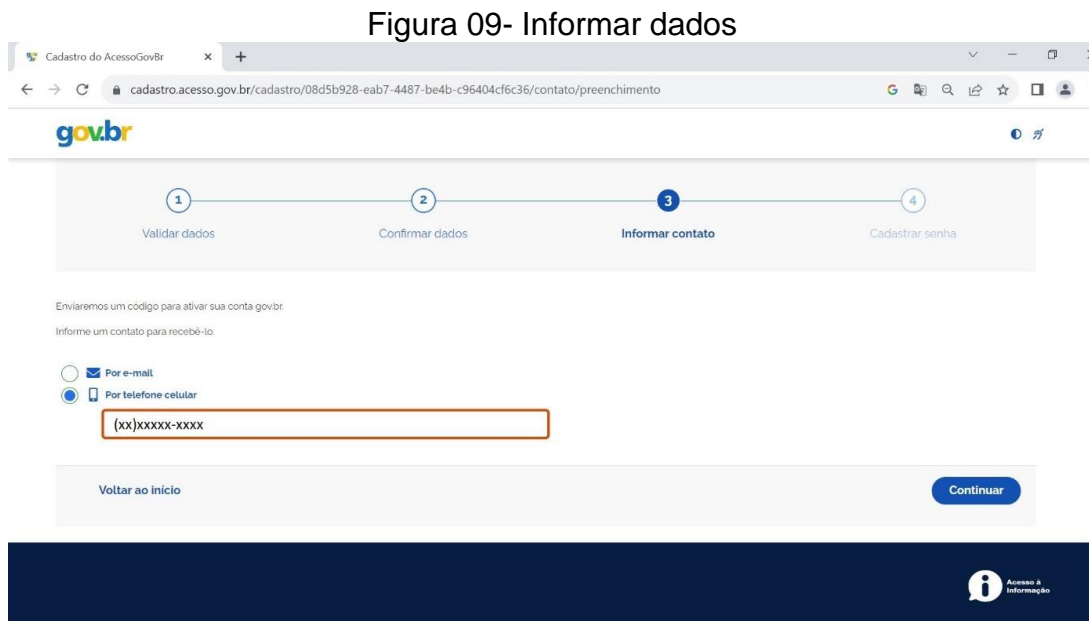 Figura 09- Informar dados
Cadastro do AcessoGovBr
cadastro.acesso.gov.br/cadastro/08d5b928-eab7-4487-be4b-c96404cf6c36/contato/preenchimento
gov.br
1 2 3 4
Validar dados Confirmar dados Informar contato Cadastrar senha
Enviaremos um código para ativar sua conta gov.br.
Informe um contato para recebê-lo.
Por e-mail
Por telefone celular
(xx)xxxxx-xxxx
Voltar ao início Continuar
Acesso à
Informação